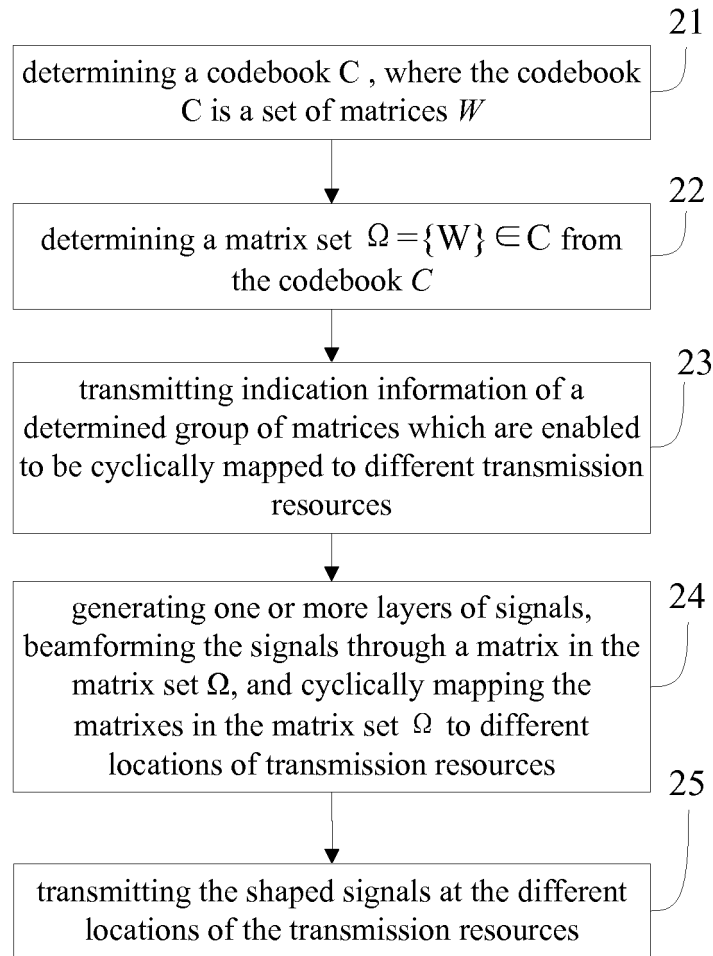 21
determining a codebook C , where the codebook
C is a set of matrices W
22
determining a matrix set Ω={W}∈C from
the codebook C
23
transmitting indication information of a
determined group of matrices which are enabled
to be cyclically mapped to different transmission
resources
24
generating one or more layers of signals,
beamforming the signals through a matrix in the
matrix set Ω, and cyclically mapping the
matrixes in the matrix set Ω to different
locations of transmission resources
25
transmitting the shaped signals at the different
locations of the transmission resources